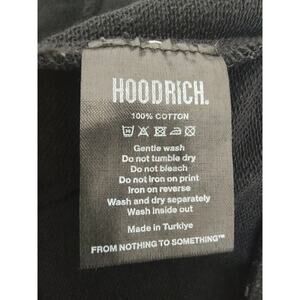 HOODRICH.
100% COTTON
Gentle wash
Do not tumble dry
Do not bleach
Do not iron on print
Iron on reverse
Wash and dry separately
Wash inside out
Made in Turkiye
FROM NOTHING TO SOMETHING™